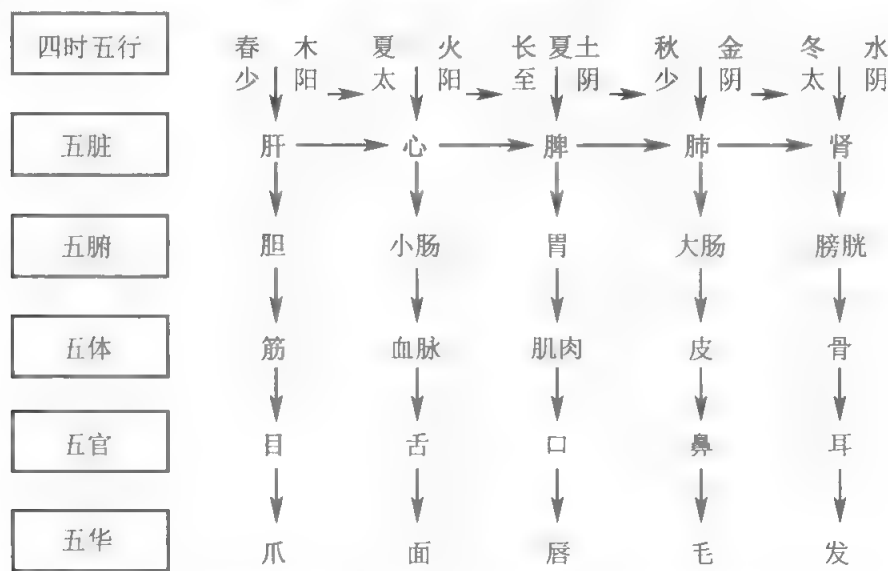 四时五行 春 木 夏 火 长 夏土 秋 金 冬 水
少 阳 太 阳 至 阴 少 阴 太 阴
五脏 肝 心 脾 肺 肾
五腑 胆 小肠 胃 大肠 膀胱
五体 筋 血脉 肌肉 皮 骨
五官 目 舌 口 鼻 耳
五华 爪 面 唇 毛 发